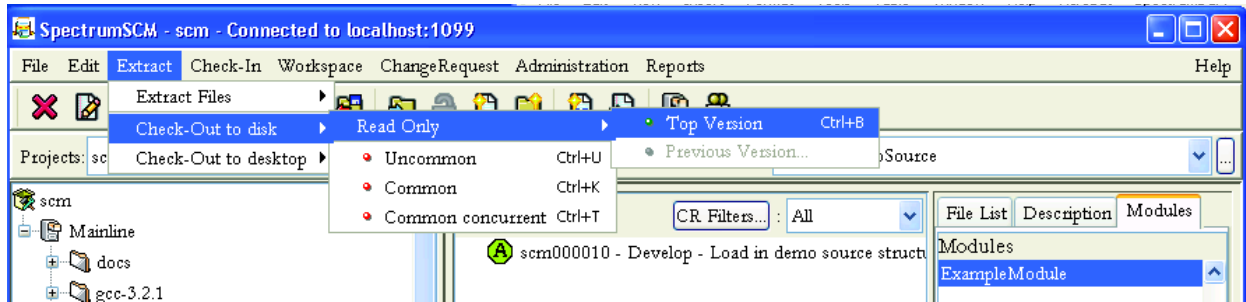 SpectrumSCM - scm - Connected to localhost:1099
File Edit Extract Check-In Workspace ChangeRequest Administration Reports Help
Extract Files
Check-Out to disk
Check-Out to desktop
Read Only
Uncommon Ctrl+U
Common Ctrl+K
Common concurrent Ctrl+T
Top Version Ctrl+B
Previous Version...
Projects: sc
oSource
...
scm
Mainline
docs
gcc-3.2.1
CR Filters... : All
A scm000010 - Develop - Load in demo source struct
File List Description Modules
Modules
ExampleModule